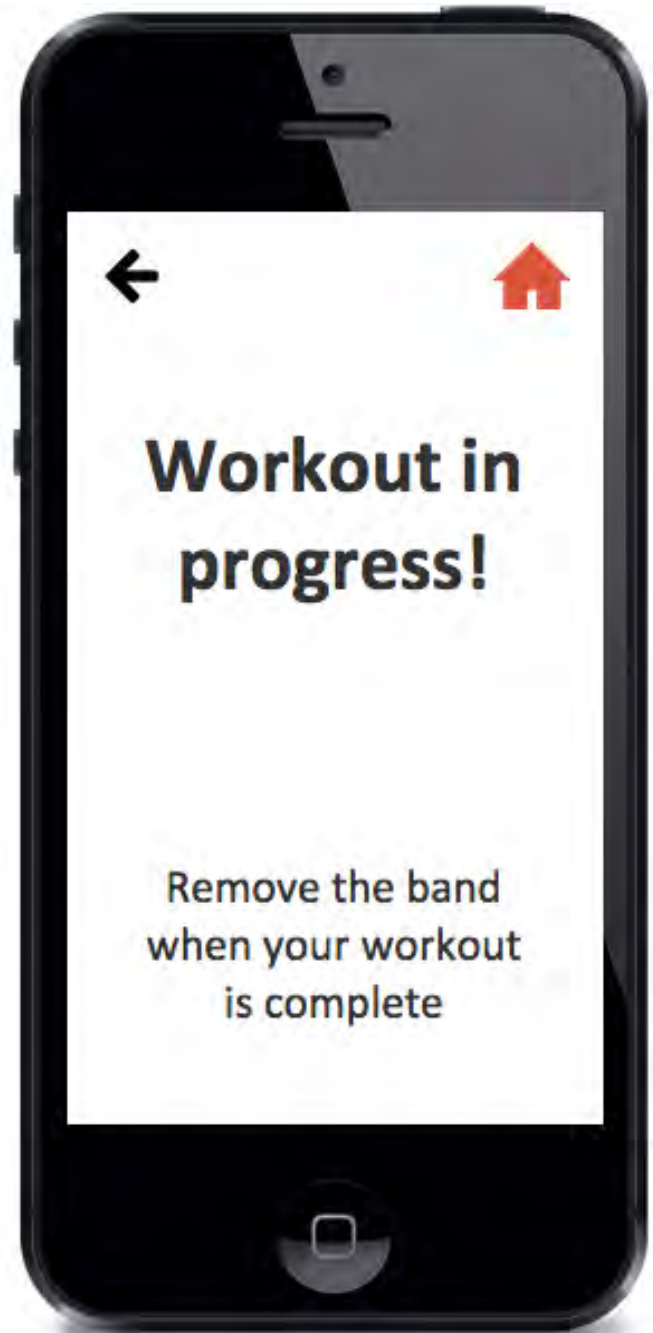 Workout in
progress!
Remove the band
when your workout
is complete